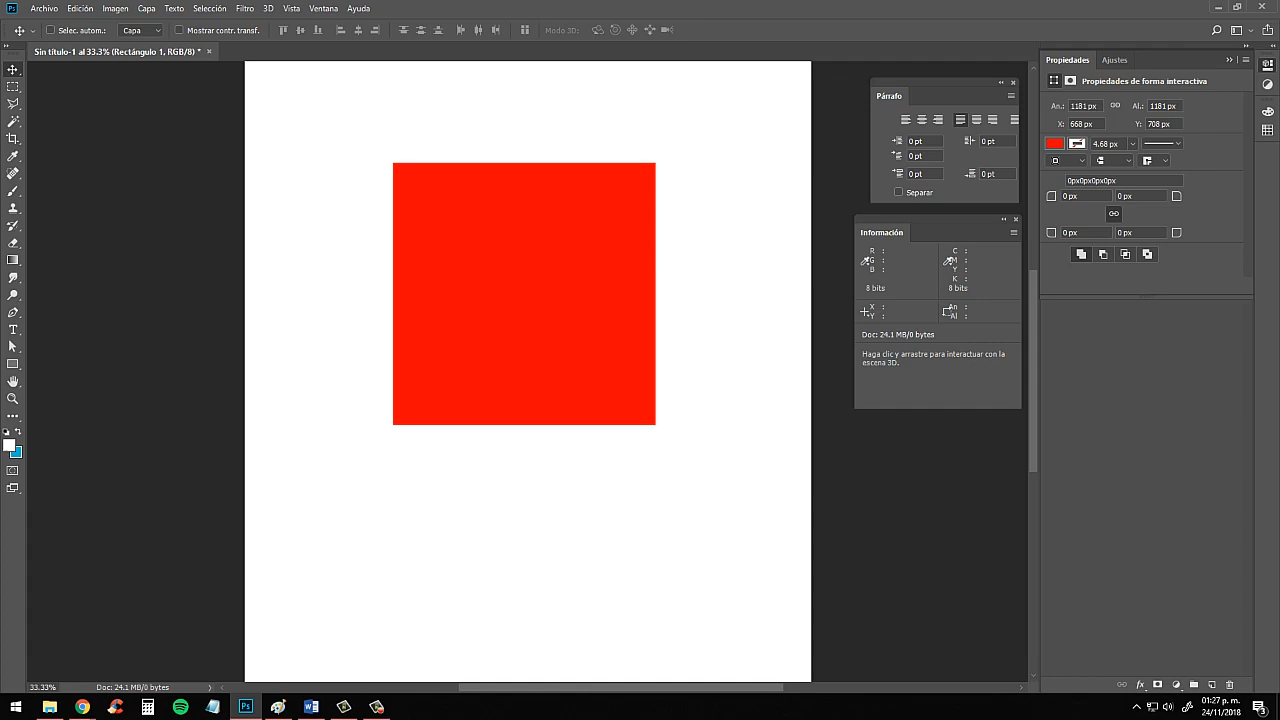 Ps Archivo Edición Imagen Capa Texto Selección Filtro 3D Vista Ventana Ayuda
Selec. autom.: Capa Mostrar contr. transf. Modo 3D:
Sin título-1 al 33.3% (Rectángulo 1, RGB/8) * ×
Propiedades Ajustes
Propiedades de forma interactiva
An.: 1181 px Al.: 1181 px
X: 668 px Y: 708 px
4.68 px
0px0px0px0px
0 px 0 px
0 px 0 px
Párrafo
0 pt 0 pt
0 pt
0 pt 0 pt
Separar
Información
R : C :
G : M :
B : Y :
K :
8 bits 8 bits
X : An :
Y : Al :
Doc: 24.1 MB/0 bytes
Haga clic y arrastre para interactuar con la
escena 3D.
33.33% Doc: 24.1 MB/0 bytes
Ps
01:27 p. m.
24/11/2018
3